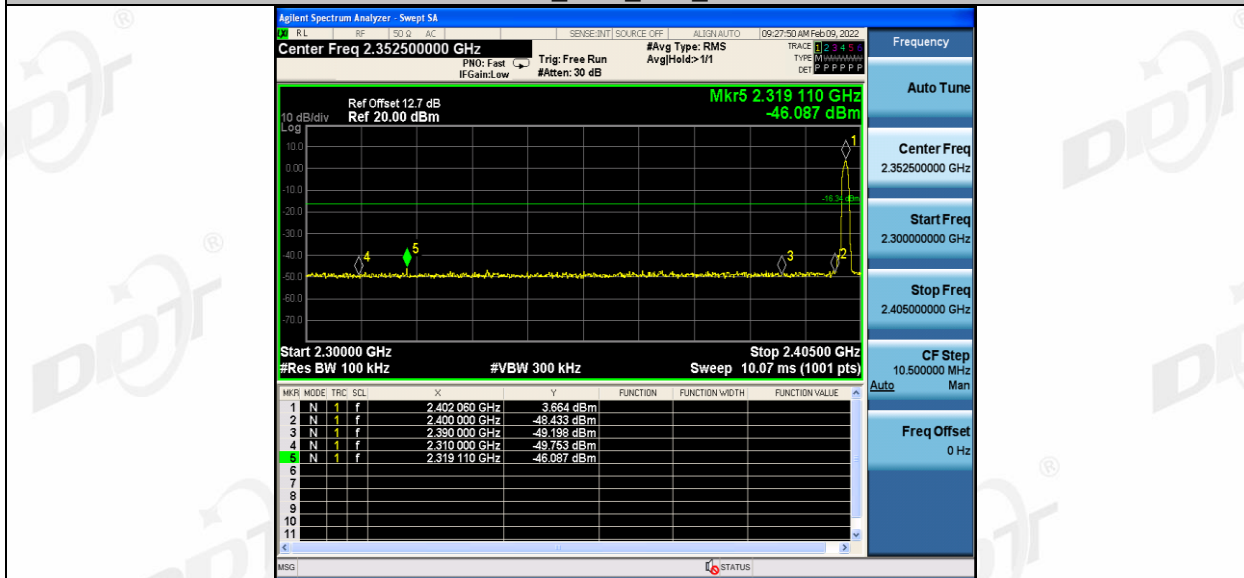 Agilent Spectrum Analyzer - Swept SA
RL RF 50 Ω AC SENSE:INT SOURCE OFF ALIGN AUTO 09:27:50 AM Feb 09, 2022
Center Freq 2.352500000 GHz #Avg Type: RMS TRACE 1 2 3 4 5 6
PNO: Fast Trig: Free Run Avg|Hold:>1/1 TYPE M
IFGain:Low #Atten: 30 dB DET P P P P P P
Frequency
Auto Tune
Center Freq
2.352500000 GHz
Start Freq
2.300000000 GHz
Stop Freq
2.405000000 GHz
CF Step
10.500000 MHz
Auto Man
Freq Offset
0 Hz
Mkr5 2.319 110 GHz
-46.087 dBm
Ref Offset 12.7 dB
10 dB/div Ref 20.00 dBm
Log
10.0
0.00
-10.0
-20.0
-30.0
-40.0
-50.0
-60.0
-70.0
1
-16.34 dBm
4
5
3
2
Start 2.30000 GHz Stop 2.40500 GHz
#Res BW 100 kHz #VBW 300 kHz Sweep 10.07 ms (1001 pts)
MKR MODE TRC SCL X Y FUNCTION FUNCTION WIDTH FUNCTION VALUE
1 N 1 f 2.402 060 GHz 3.664 dBm
2 N 1 f 2.400 000 GHz -48.433 dBm
3 N 1 f 2.390 000 GHz -49.198 dBm
4 N 1 f 2.310 000 GHz -49.753 dBm
5 N 1 f 2.319 110 GHz -46.087 dBm
6
7
8
9
10
11
MSG STATUS
DDT
®